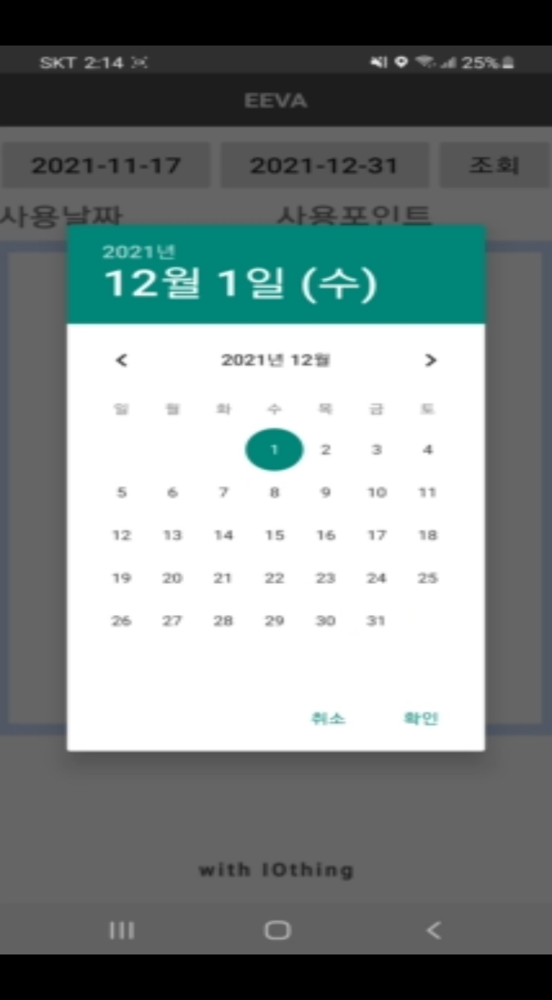 SKT 2:14 25%
EEVA
2021-11-17 2021-12-31 조회
사용날짜 사용포인트
2021년
12월 1일 (수)
< 2021년 12월 >
일 월 화 수 목 금 토
1 2 3 4
5 6 7 8 9 10 11
12 13 14 15 16 17 18
19 20 21 22 23 24 25
26 27 28 29 30 31
취소 확인
with IOthing